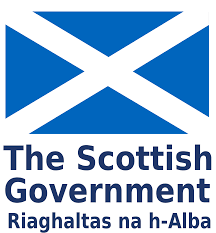 The Scottish
Government
Riaghaltas na h-Alba